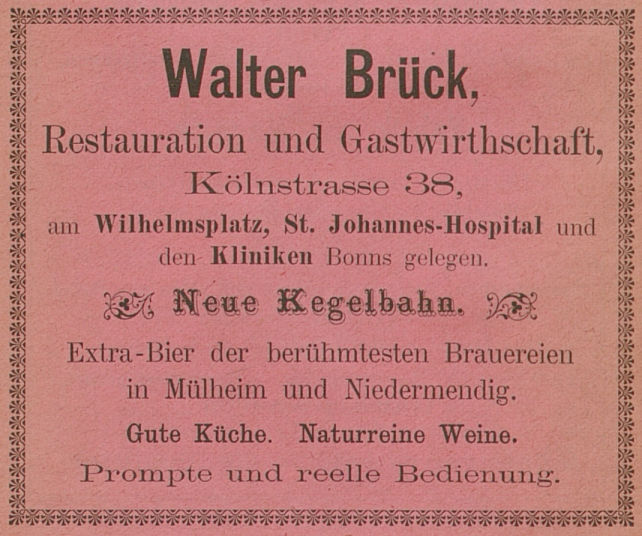 Walter Brück,
Restauration und Gastwirthschaft,
Kölnstrasse 38,
am Wilhelmsplatz, St. Johannes-Hospital und
den Kliniken Bonns gelegen.
Neue Kegelbahn.
Extra-Bier der berühmtesten Brauereien
in Mülheim und Niedermendig.
Gute Küche. Naturreine Weine.
Prompte und reelle Bedienung.